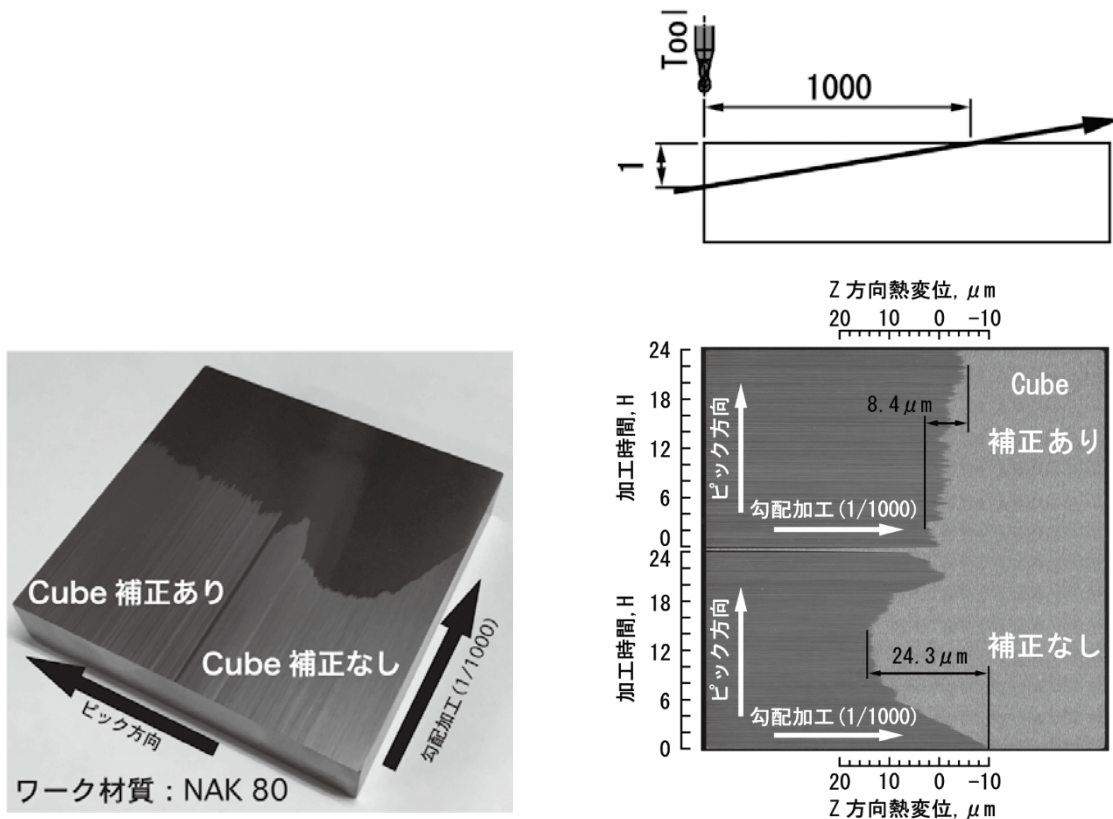 Tool
1000
1
Z方向熱変位, μm
20 10 0 -10
24
18
12
6
0
加工時間, H
ピック方向
勾配加工(1/1000)
8.4μm
Cube
補正あり
24
18
12
6
0
加工時間, H
ピック方向
勾配加工(1/1000)
24.3μm
補正なし
20 10 0 -10
Z方向熱変位, μm
Cube 補正あり
Cube 補正なし
ピック方向
勾配加工(1/1000)
ワーク材質：NAK 80